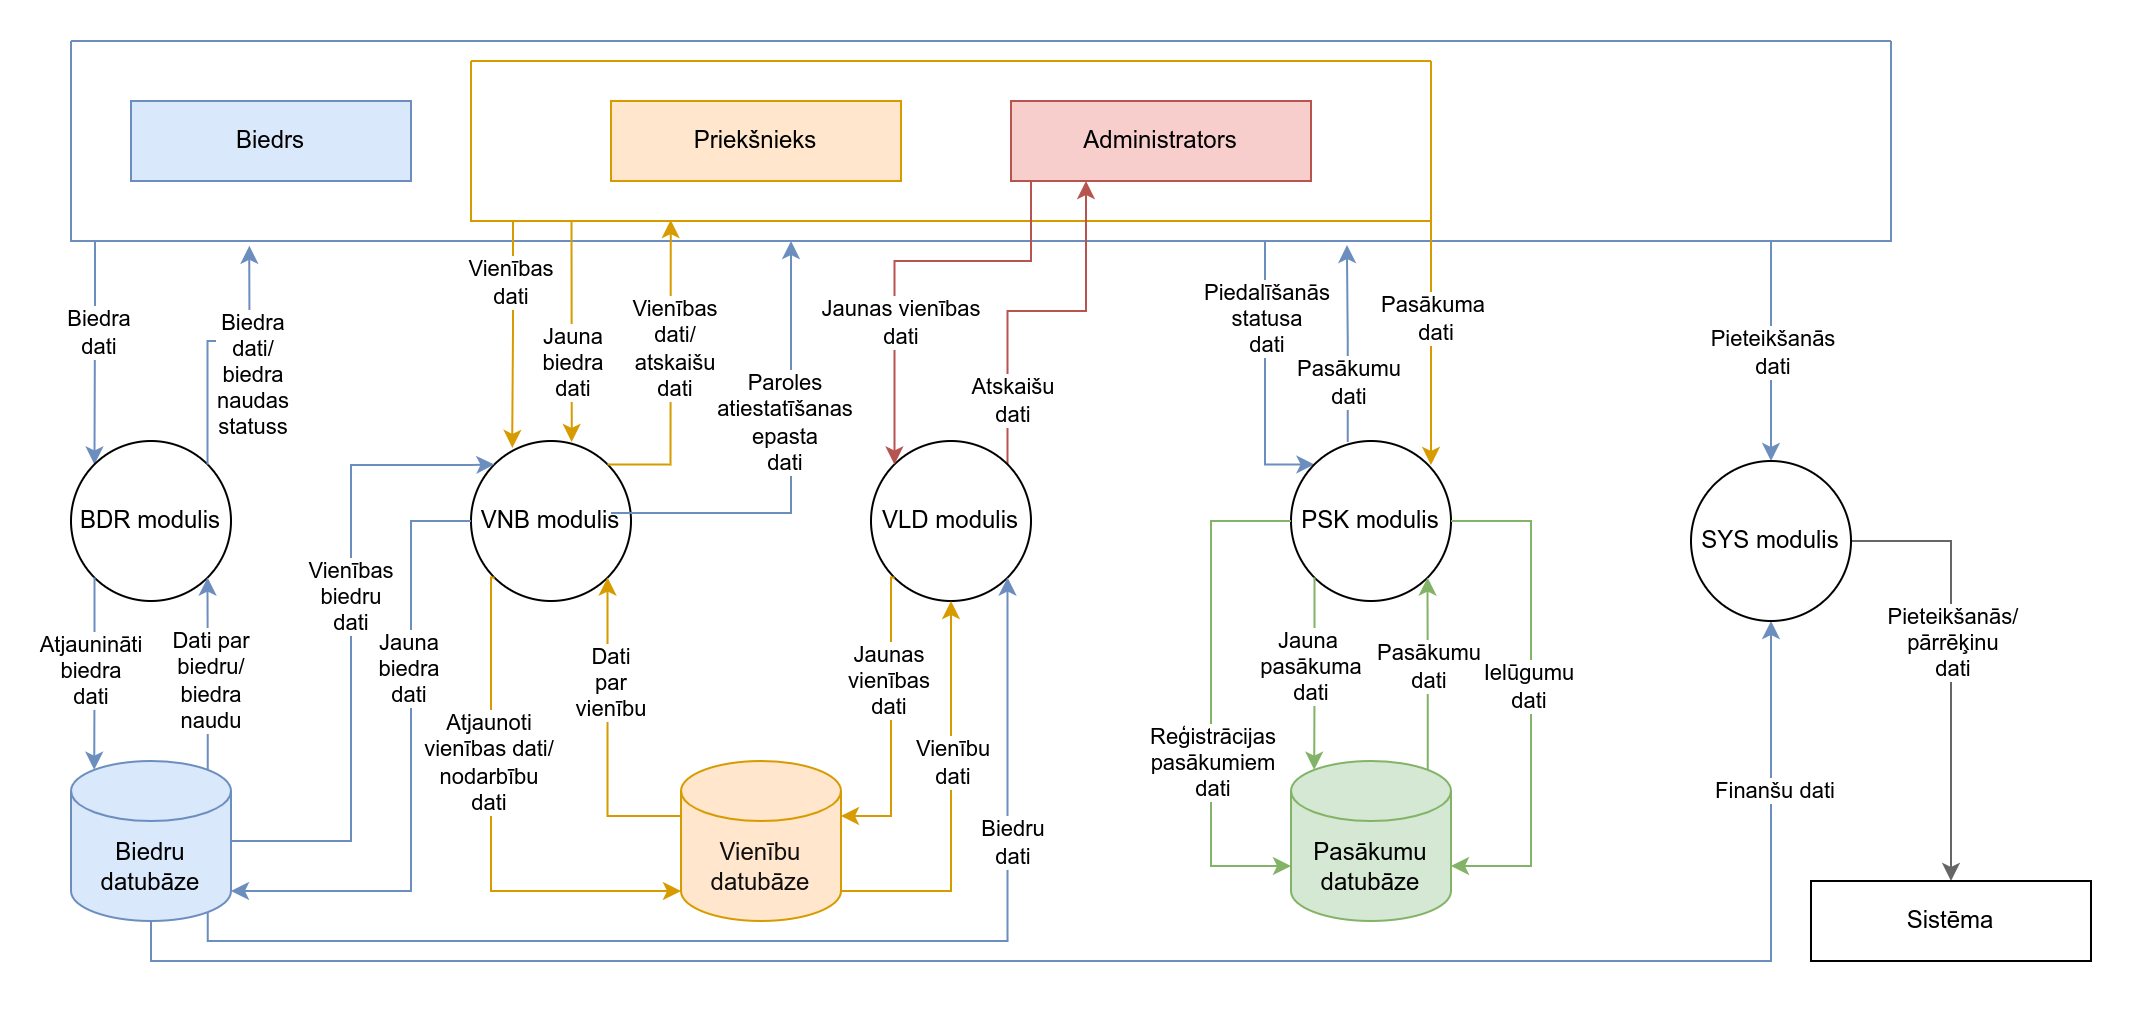 Biedrs
Priekšnieks
Administrators
Biedra
dati
Biedra
dati/
biedra
naudas
statuss
Vienības
dati
Jauna
biedra
dati
Vienības
dati/
atskaišu
dati
Paroles
atiestatīšanas
epasta
dati
Jaunas vienības
dati
Atskaišu
dati
Piedalīšanās
statusa
dati
Pasākumu
dati
Pasākuma
dati
Pieteikšanās
dati
BDR modulis
VNB modulis
VLD modulis
PSK modulis
SYS modulis
Atjaunināti
biedra
dati
Dati par
biedru/
biedra
naudu
Vienības
biedru
dati
Jauna
biedra
dati
Atjaunoti
vienības dati/
nodarbību
dati
Dati
par
vienību
Jaunas
vienības
dati
Vienību
dati
Biedru
dati
Reģistrācijas
pasākumiem
dati
Jauna
pasākuma
dati
Pasākumu
dati
Ielūgumu
dati
Pieteikšanās/
pārrēķinu
dati
Finanšu dati
Biedru
datubāze
Vienību
datubāze
Pasākumu
datubāze
Sistēma